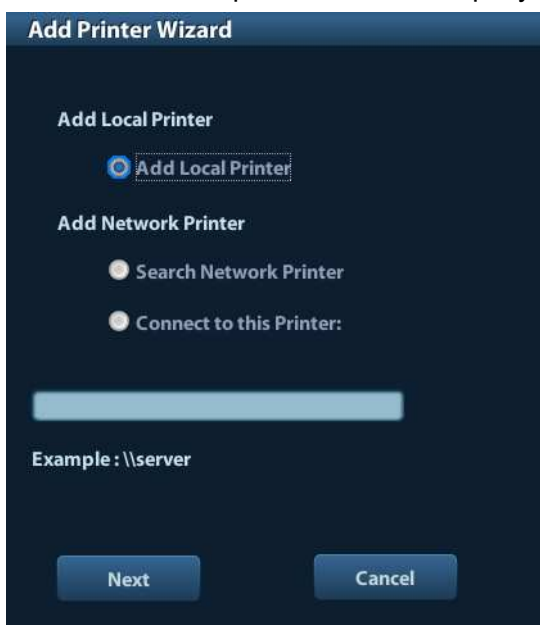 Add Printer Wizard
Add Local Printer
Add Local Printer
Add Network Printer
Search Network Printer
Connect to this Printer:
Example : \\server
Next Cancel